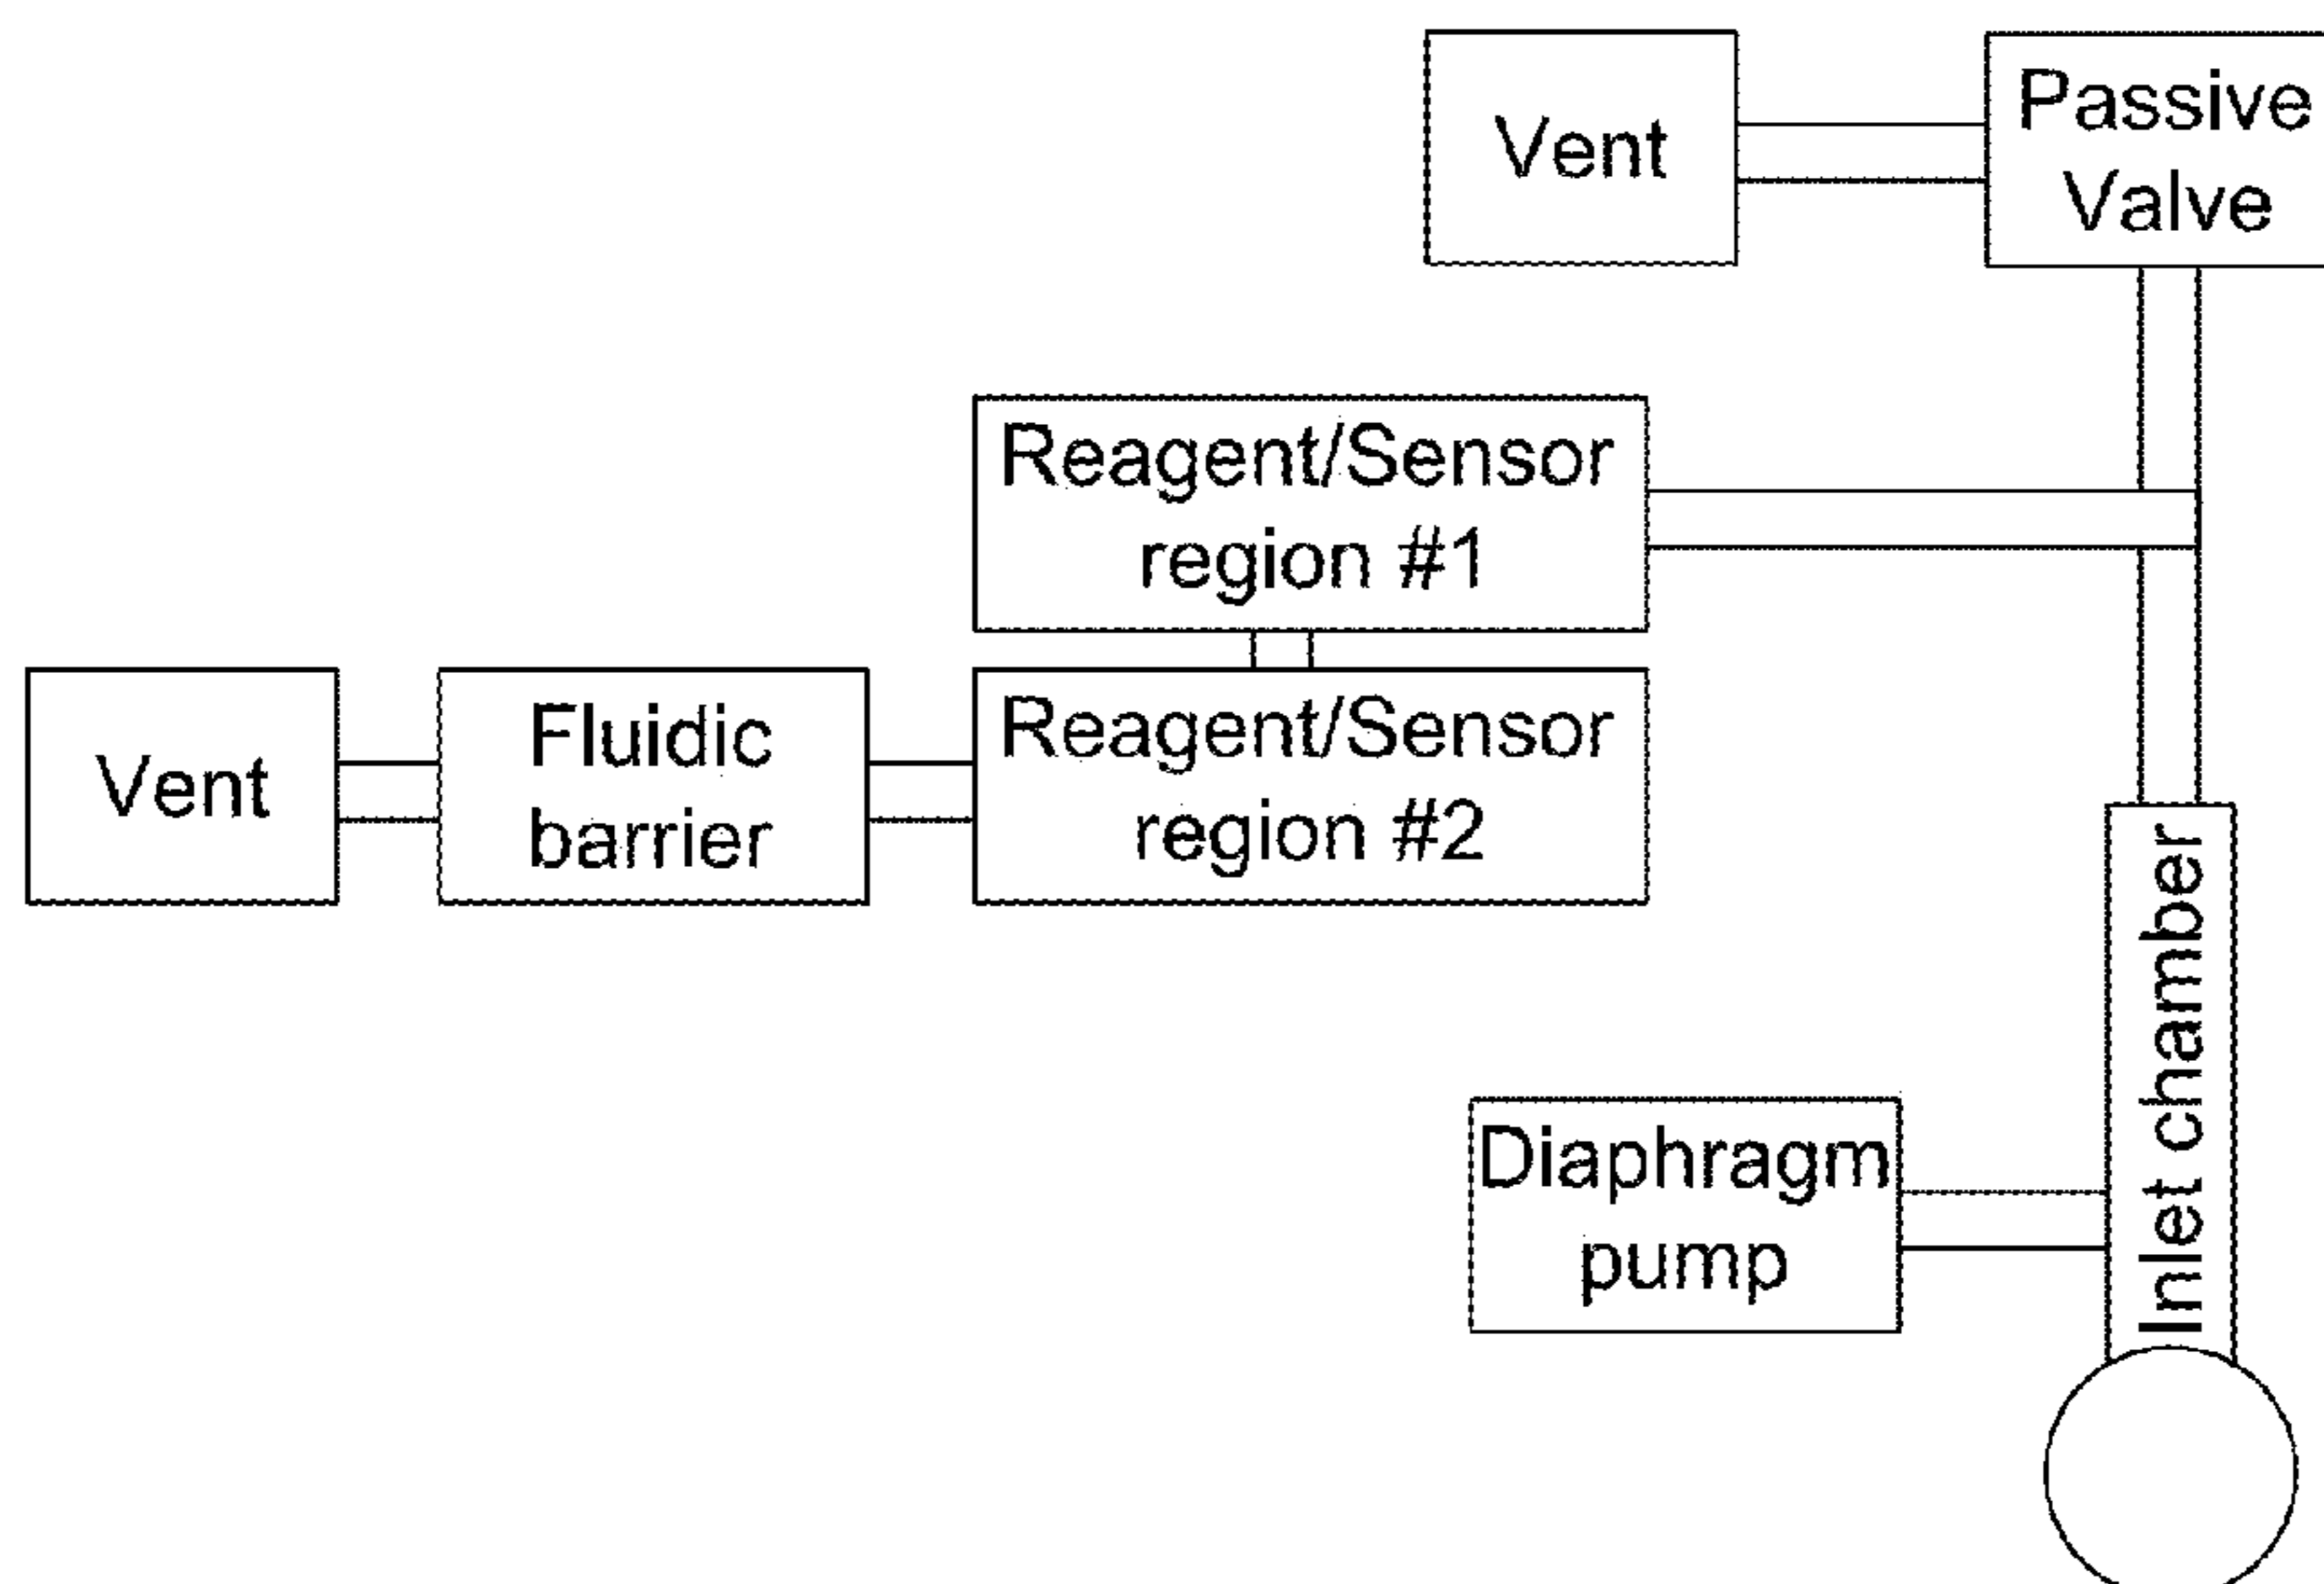 Vent
Passive
Valve
Reagent/Sensor
region #1
Vent
Fluidic
barrier
Reagent/Sensor
region #2
Inlet chamber
Diaphragm
pump